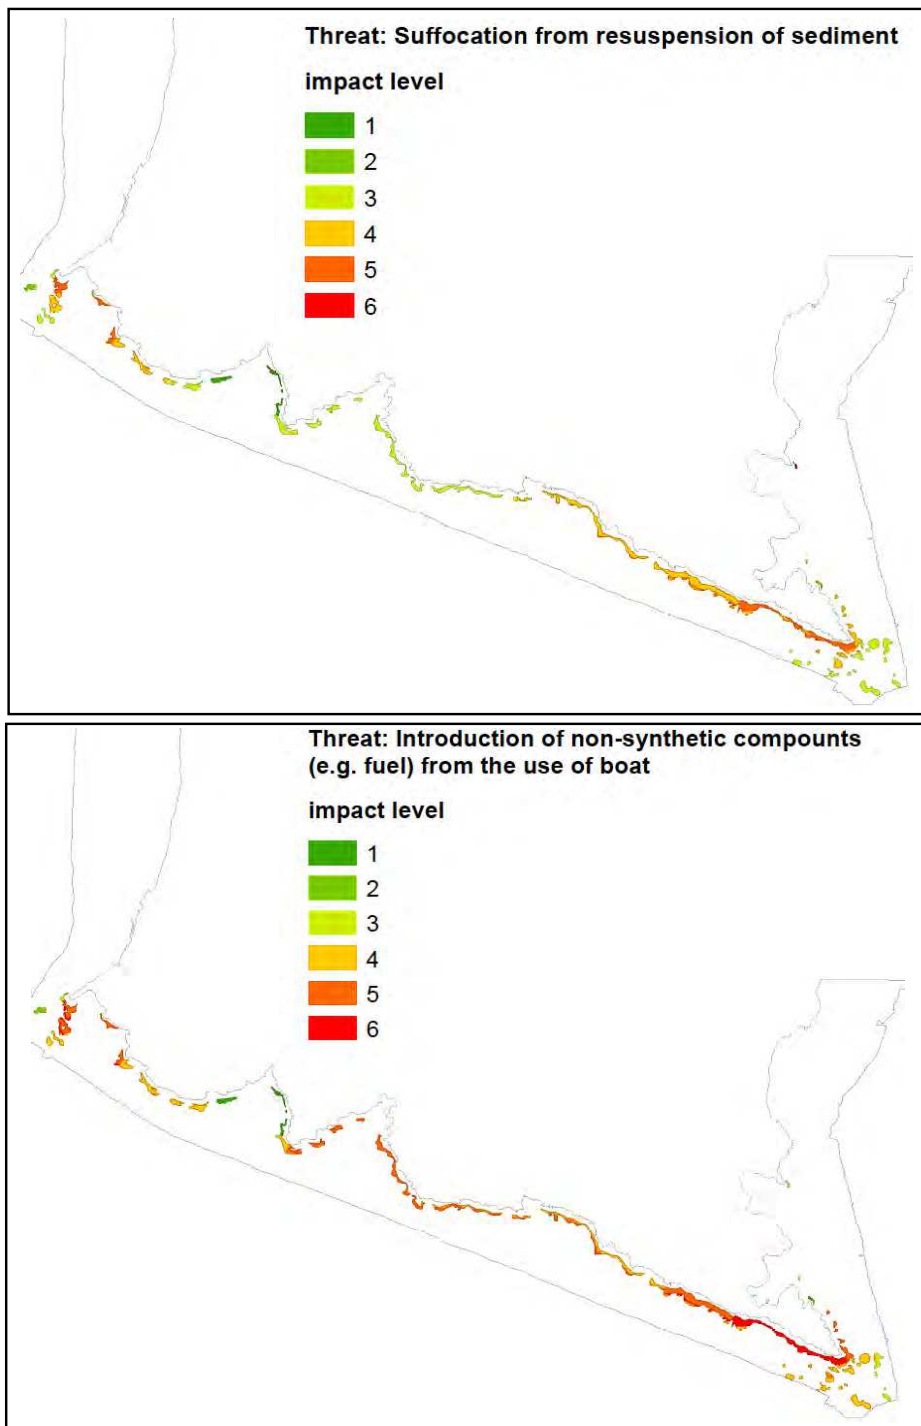 Threat: Suffocation from resuspension of sediment
impact level
1
2
3
4
5
6
Threat: Introduction of non-synthetic compounts
(e.g. fuel) from the use of boat
impact level
1
2
3
4
5
6